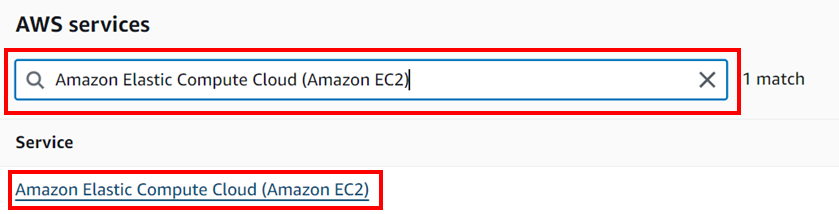 AWS services
Amazon Elastic Compute Cloud (Amazon EC2)
1 match
Service
Amazon Elastic Compute Cloud (Amazon EC2)